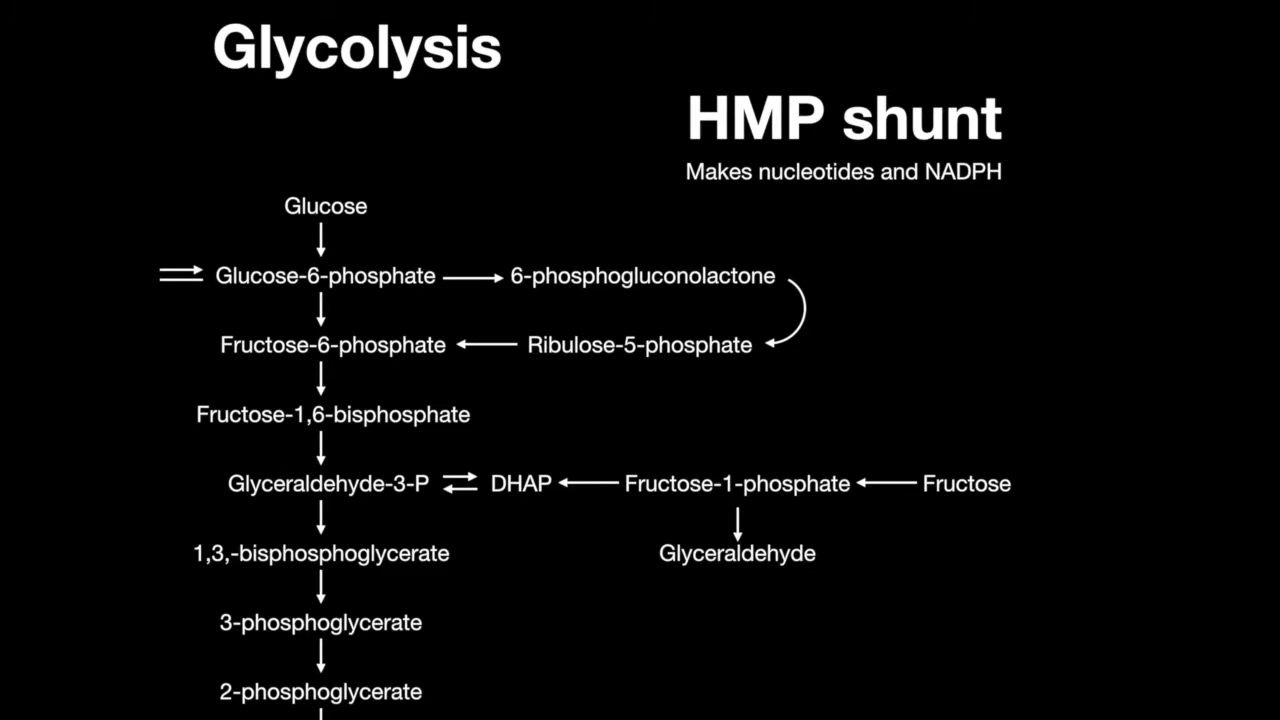 Glycolysis
HMP shunt
Makes nucleotides and NADPH
Glucose
Glucose-6-phosphate
6-phosphogluconolactone
Fructose-6-phosphate
Ribulose-5-phosphate
Fructose-1,6-bisphosphate
Glyceraldehyde-3-P
DHAP
Fructose-1-phosphate
Fructose
1,3,-bisphosphoglycerate
Glyceraldehyde
3-phosphoglycerate
2-phosphoglycerate